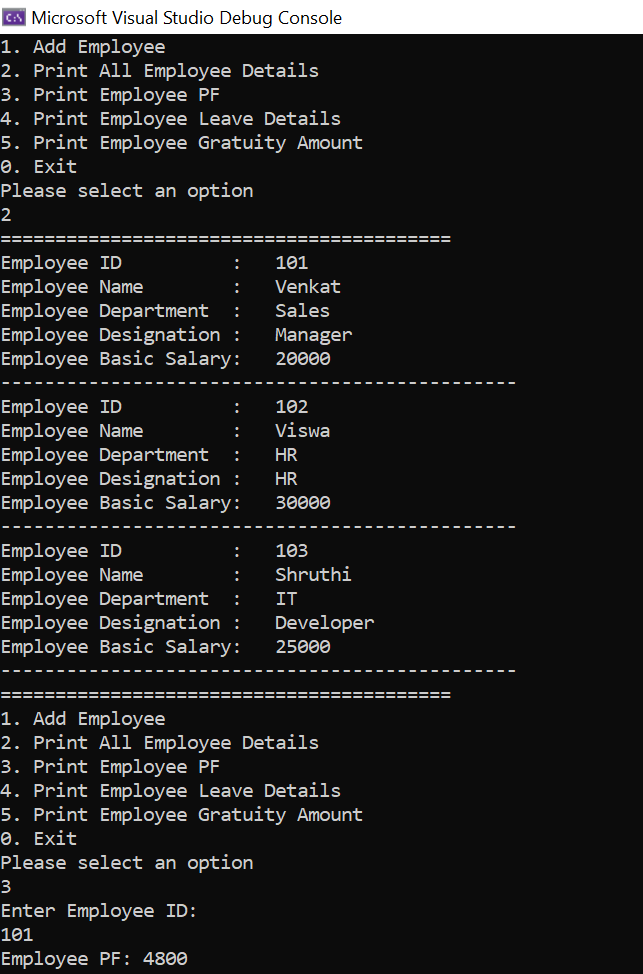 C:\ Microsoft Visual Studio Debug Console
1. Add Employee
2. Print All Employee Details
3. Print Employee PF
4. Print Employee Leave Details
5. Print Employee Gratuity Amount
0. Exit
Please select an option
2
=========================================
Employee ID          :   101
Employee Name        :   Venkat
Employee Department  :   Sales
Employee Designation :   Manager
Employee Basic Salary:   20000
-----------------------------------------------
Employee ID          :   102
Employee Name        :   Viswa
Employee Department  :   HR
Employee Designation :   HR
Employee Basic Salary:   30000
-----------------------------------------------
Employee ID          :   103
Employee Name        :   Shruthi
Employee Department  :   IT
Employee Designation :   Developer
Employee Basic Salary:   25000
-----------------------------------------------
=========================================
1. Add Employee
2. Print All Employee Details
3. Print Employee PF
4. Print Employee Leave Details
5. Print Employee Gratuity Amount
0. Exit
Please select an option
3
Enter Employee ID:
101
Employee PF: 4800